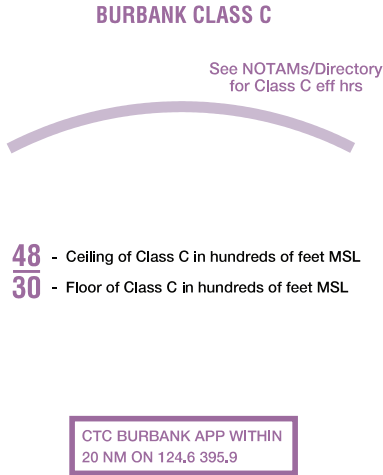 BURBANK CLASS C
See NOTAMs/Directory
for Class C eff hrs
48 - Ceiling of Class C in hundreds of feet MSL
30 - Floor of Class C in hundreds of feet MSL
CTC BURBANK APP WITHIN
20 NM ON 124.6 395.9